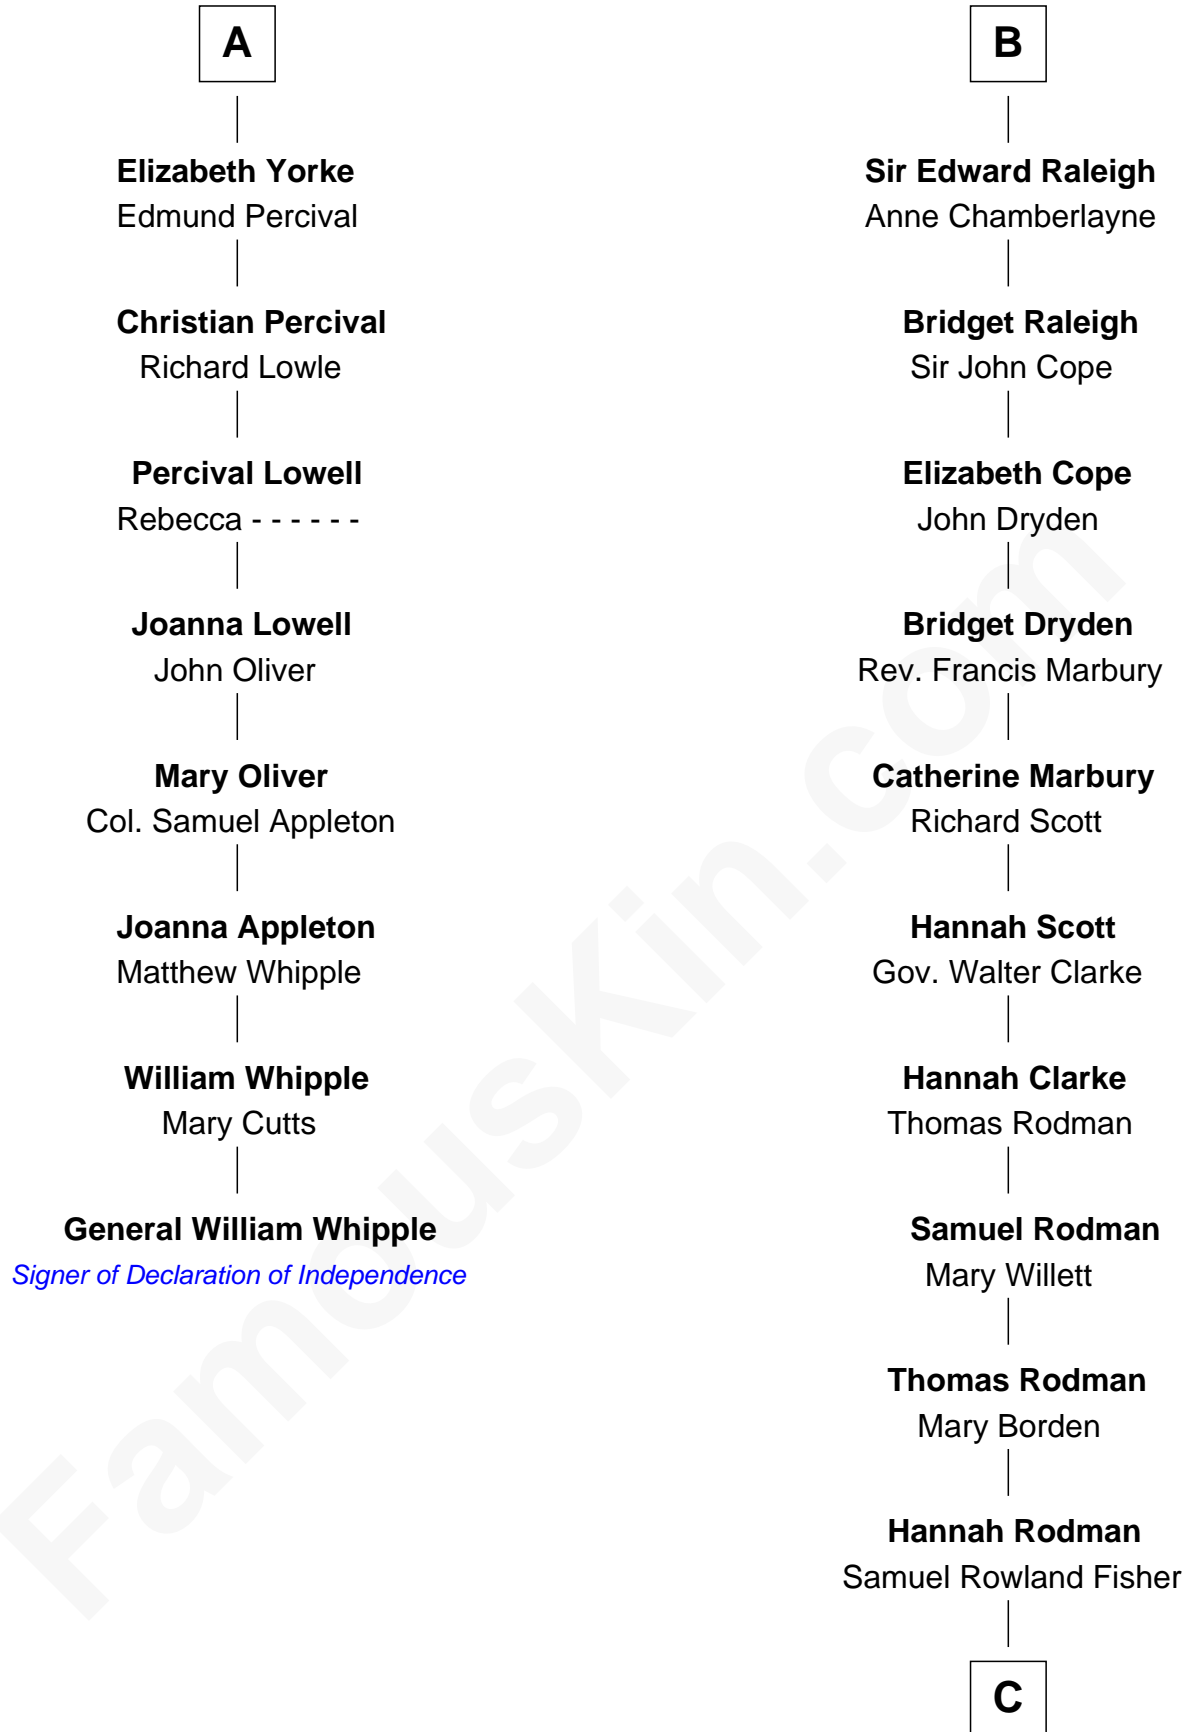 A
Elizabeth Yorke
Edmund Percival
Christian Percival
Richard Lowle
Percival Lowell
Rebecca - - - - - -
Joanna Lowell
John Oliver
Mary Oliver
Col. Samuel Appleton
Joanna Appleton
Matthew Whipple
William Whipple
Mary Cutts
General William Whipple
Signer of Declaration of Independence
B
Sir Edward Raleigh
Anne Chamberlayne
Bridget Raleigh
Sir John Cope
Elizabeth Cope
John Dryden
Bridget Dryden
Rev. Francis Marbury
Catherine Marbury
Richard Scott
Hannah Scott
Gov. Walter Clarke
Hannah Clarke
Thomas Rodman
Samuel Rodman
Mary Willett
Thomas Rodman
Mary Borden
Hannah Rodman
Samuel Rowland Fisher
C
FamousKin.com